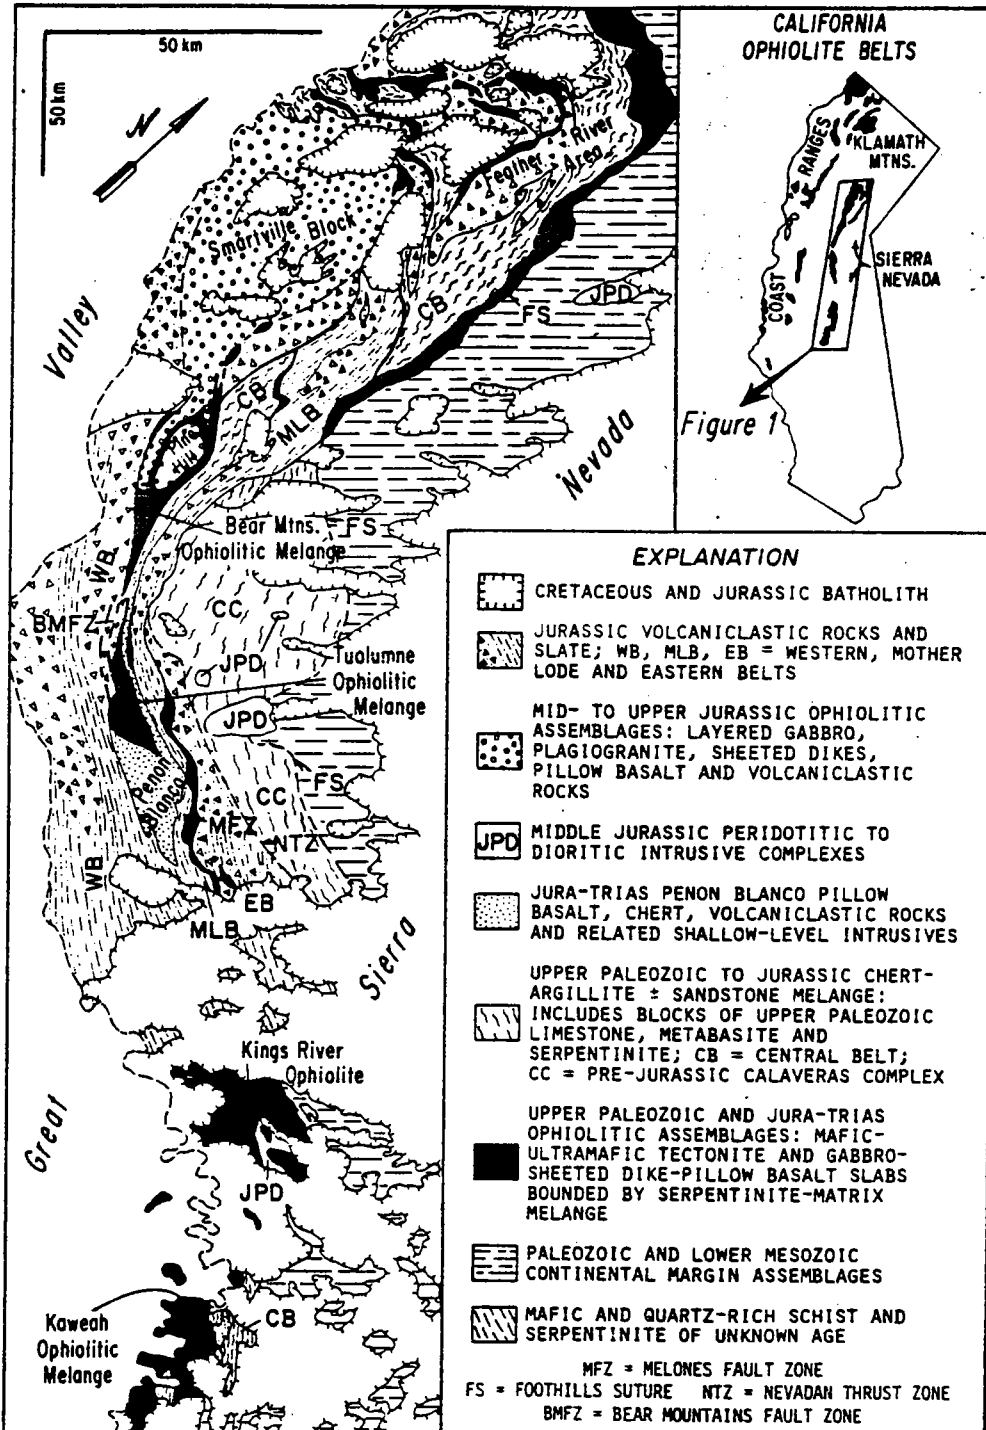 50 km
50km
N
Feather River
Area
Smartville Block
JPD
FS
CB
Valley
CB
MLB
Pine
Hill
Nevada
Bear Mtns.
Ophiolitic Melange
FS
WB
BMFZ
CC
JPD
Tuolumne
Ophiolitic
Melange
JPD
Penon
Blanco
FS
CC
MFZ
NTZ
WB
EB
MLB
Sierra
Kings River
Ophiolite
Great
JPD
Kaweah
Ophiolitic
Melange
CB
CALIFORNIA
OPHIOLITE BELTS
KLAMATH
MTNS.
COAST RANGES
SIERRA
NEVADA
Figure 1
EXPLANATION
CRETACEOUS AND JURASSIC BATHOLITH
JURASSIC VOLCANICLASTIC ROCKS AND
SLATE; WB, MLB, EB = WESTERN, MOTHER
LODE AND EASTERN BELTS
MID- TO UPPER JURASSIC OPHIOLITIC
ASSEMBLAGES: LAYERED GABBRO,
PLAGIOGRANITE, SHEETED DIKES,
PILLOW BASALT AND VOLCANICLASTIC
ROCKS
JPD
MIDDLE JURASSIC PERIDOTITIC TO
DIORITIC INTRUSIVE COMPLEXES
JURA-TRIAS PENON BLANCO PILLOW
BASALT, CHERT, VOLCANICLASTIC ROCKS
AND RELATED SHALLOW-LEVEL INTRUSIVES
UPPER PALEOZOIC TO JURASSIC CHERT-
ARGILLITE ± SANDSTONE MELANGE:
INCLUDES BLOCKS OF UPPER PALEOZOIC
LIMESTONE, METABASITE AND
SERPENTINITE; CB = CENTRAL BELT;
CC = PRE-JURASSIC CALAVERAS COMPLEX
UPPER PALEOZOIC AND JURA-TRIAS
OPHIOLITIC ASSEMBLAGES: MAFIC-
ULTRAMAFIC TECTONITE AND GABBRO-
SHEETED DIKE-PILLOW BASALT SLABS
BOUNDED BY SERPENTINITE-MATRIX
MELANGE
PALEOZOIC AND LOWER MESOZOIC
CONTINENTAL MARGIN ASSEMBLAGES
MAFIC AND QUARTZ-RICH SCHIST AND
SERPENTINITE OF UNKNOWN AGE
MFZ = MELONES FAULT ZONE
FS = FOOTHILLS SUTURE NTZ = NEVADAN THRUST ZONE
BMFZ = BEAR MOUNTAINS FAULT ZONE